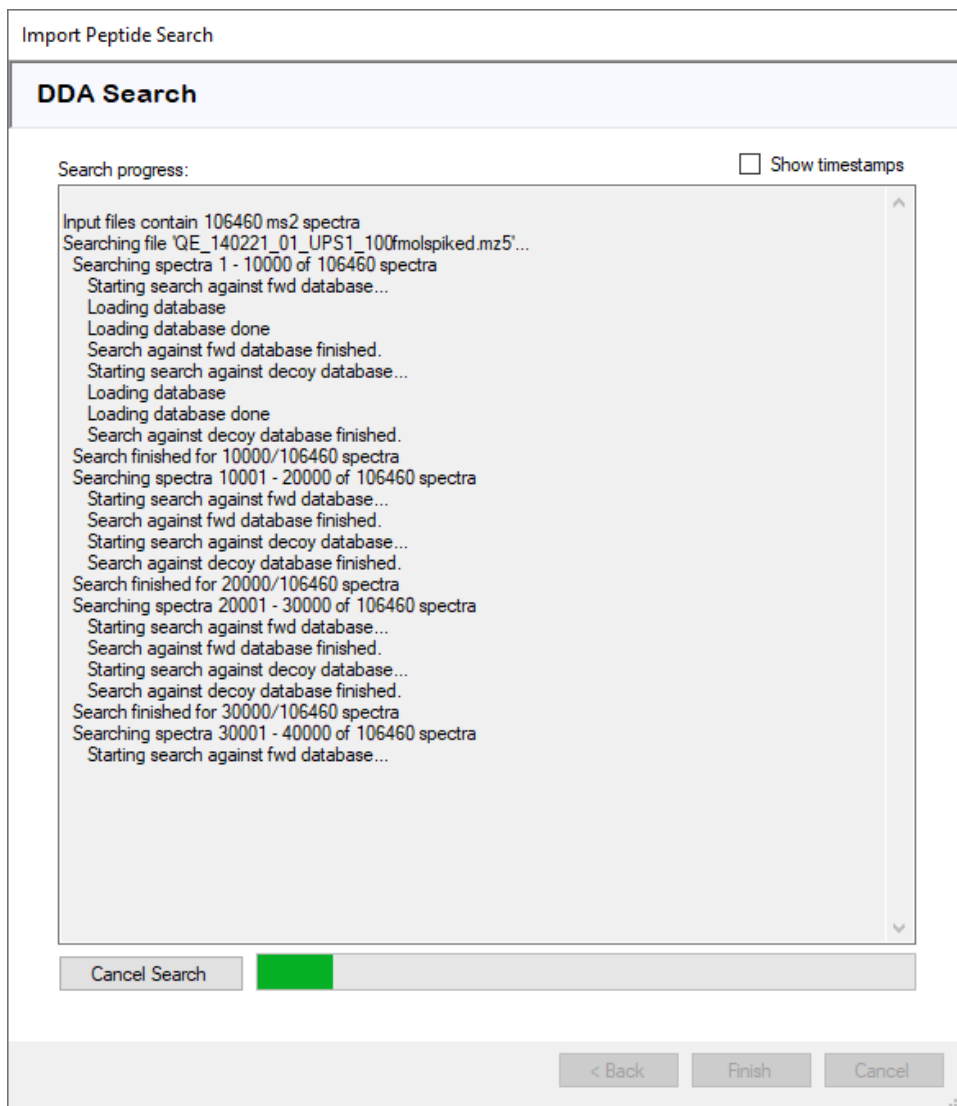 Import Peptide Search
DDA Search
Search progress:
Show timestamps
Input files contain 106460 ms2 spectra
Searching file 'QE_140221_01_UPS1_100fmolspiked.mz5'...
Searching spectra 1 - 10000 of 106460 spectra
Starting search against fwd database...
Loading database
Loading database done
Search against fwd database finished.
Starting search against decoy database...
Loading database
Loading database done
Search against decoy database finished.
Search finished for 10000/106460 spectra
Searching spectra 10001 - 20000 of 106460 spectra
Starting search against fwd database...
Search against fwd database finished.
Starting search against decoy database...
Search against decoy database finished.
Search finished for 20000/106460 spectra
Searching spectra 20001 - 30000 of 106460 spectra
Starting search against fwd database...
Search against fwd database finished.
Starting search against decoy database...
Search against decoy database finished.
Search finished for 30000/106460 spectra
Searching spectra 30001 - 40000 of 106460 spectra
Starting search against fwd database...
Cancel Search
< Back
Finish
Cancel